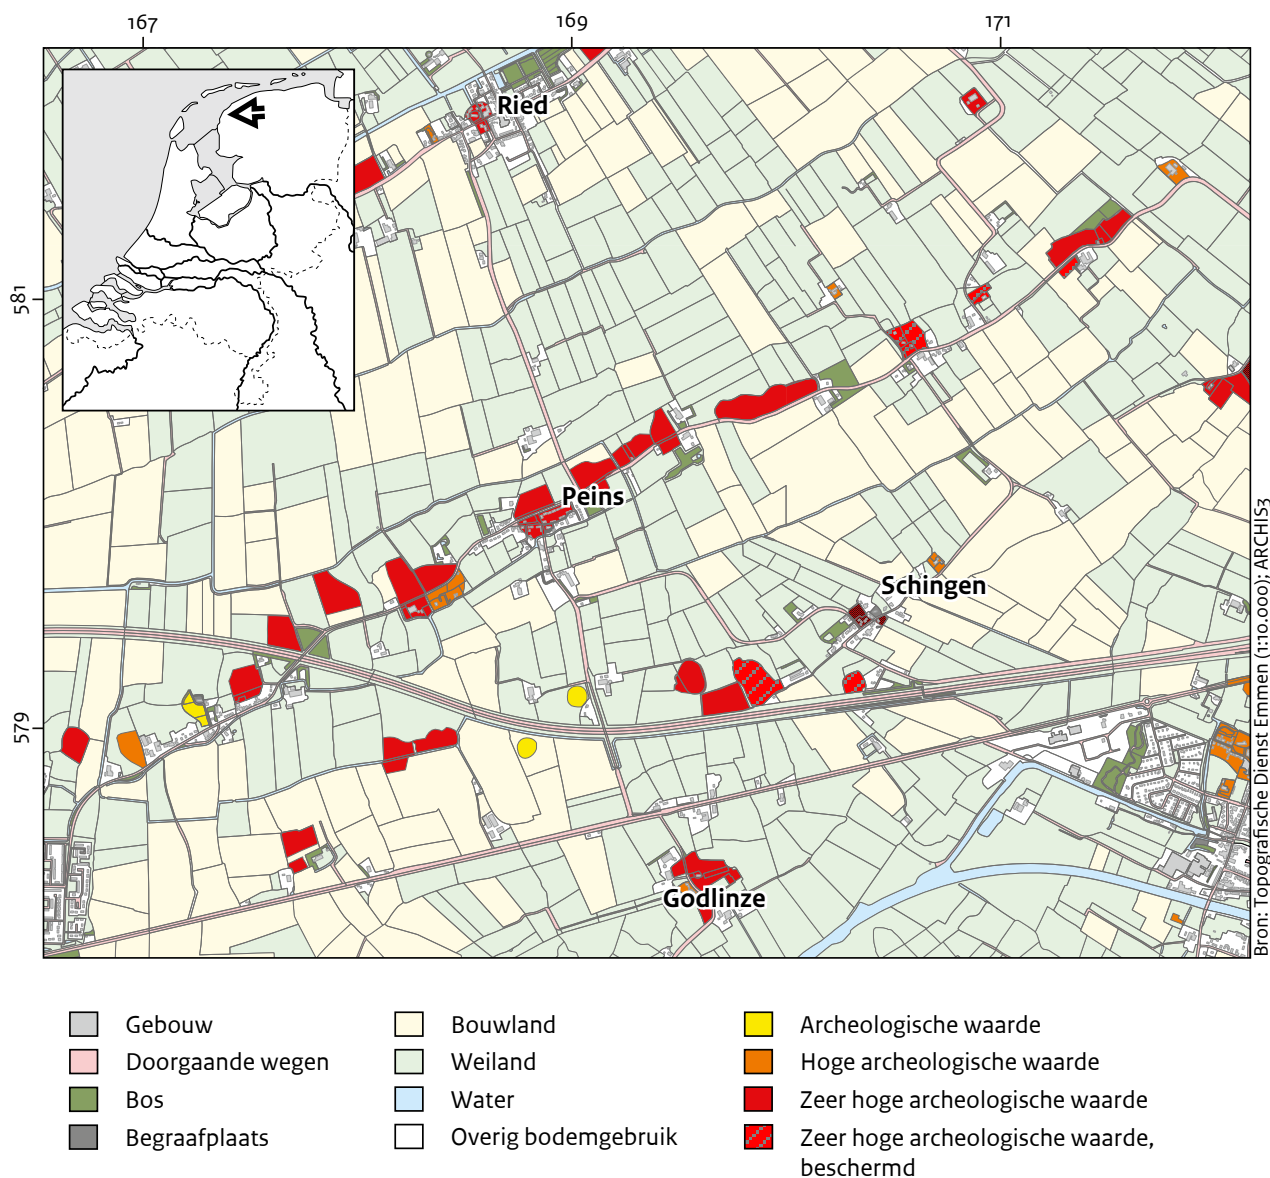 167
169
171
581
579
Ried
Peins
Schingen
Godlinze
Bron: Topografische Dienst Emmen (1:10.000); ARCHIS3
Gebouw
Doorgaande wegen
Bos
Begraafplaats
Bouwland
Weiland
Water
Overig bodemgebruik
Archeologische waarde
Hoge archeologische waarde
Zeer hoge archeologische waarde
Zeer hoge archeologische waarde,
beschermd